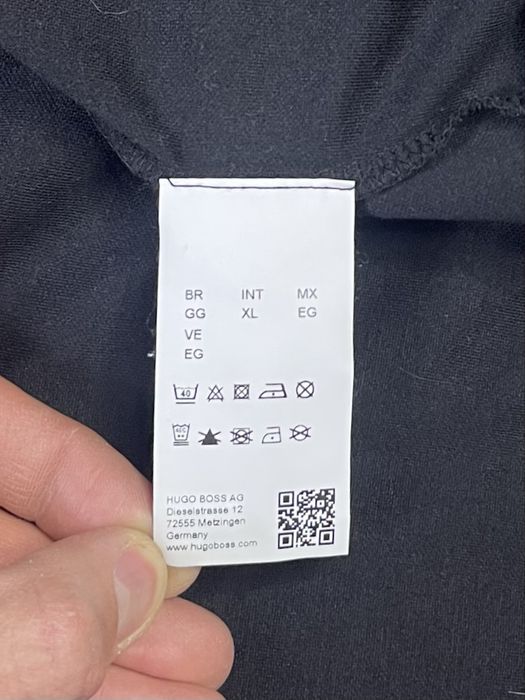 BR INT MX
GG XL EG
VE
EG
40
40C
HUGO BOSS AG
Dieselstrasse 12
72555 Metzingen
Germany
www.hugoboss.com